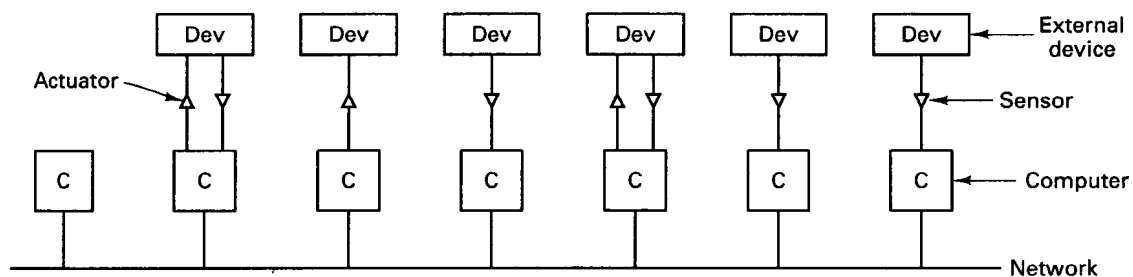 Dev Dev Dev Dev Dev Dev
External
device
Actuator
Sensor
C C C C C C C
Computer
Network